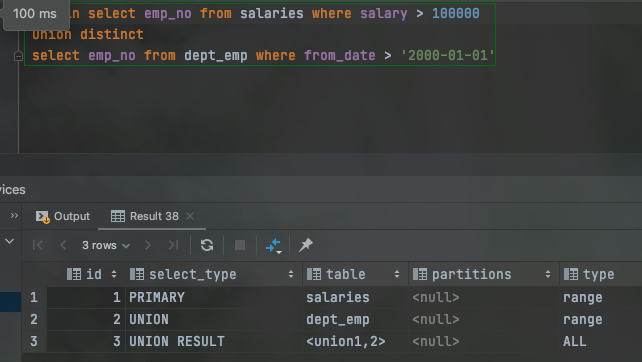 100 ms
in select emp_no from salaries where salary > 100000
Union distinct
select emp_no from dept_emp where from_date > '2000-01-01'
ices
Output
Result 38
3 rows
id select_type table partitions type
1 1 PRIMARY salaries <null> range
2 2 UNION dept_emp <null> range
3 3 UNION RESULT <union1,2> <null> ALL